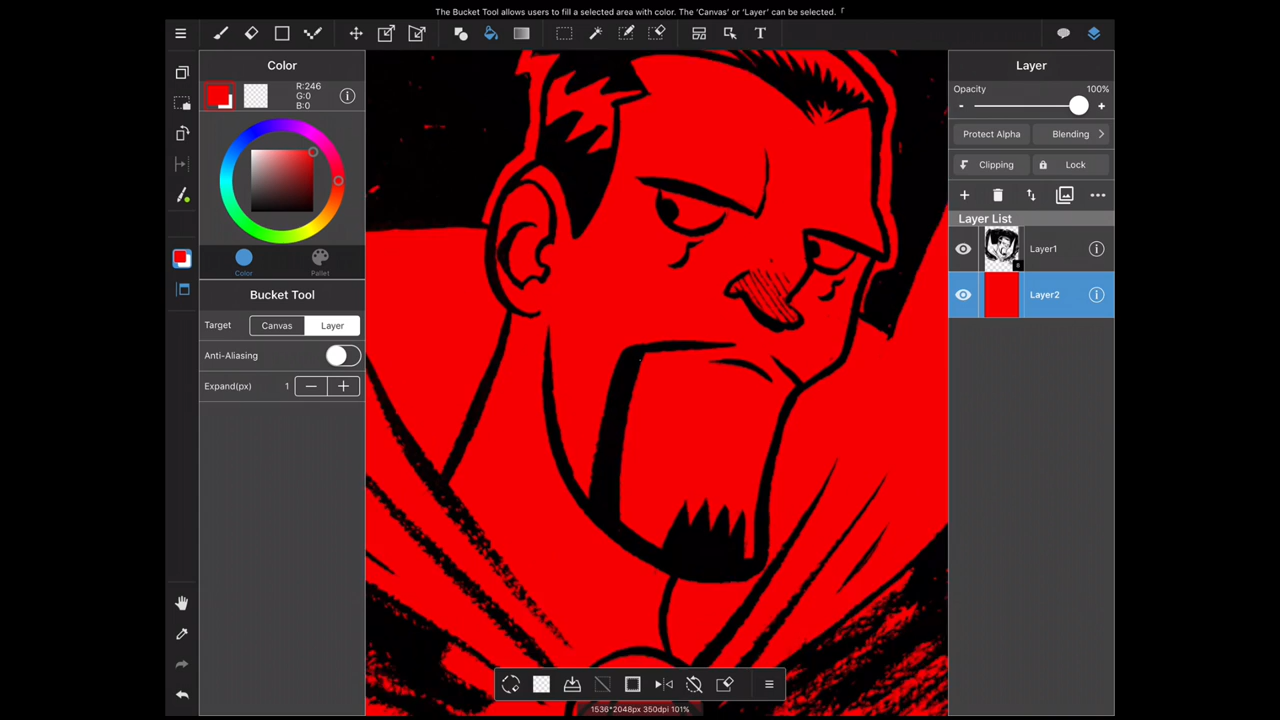 The Bucket Tool allows users to fill a selected area with color. The 'Canvas' or 'Layer' can be selected.「
T
Color
R:246
G:0
B:0
Color
Pallet
Bucket Tool
Target
Canvas
Layer
Anti-Aliasing
Expand(px)
1
Layer
Opacity
100%
Protect Alpha
Blending
Clipping
Lock
Layer List
Layer1
Layer2
1536*2048px 350dpi 101%